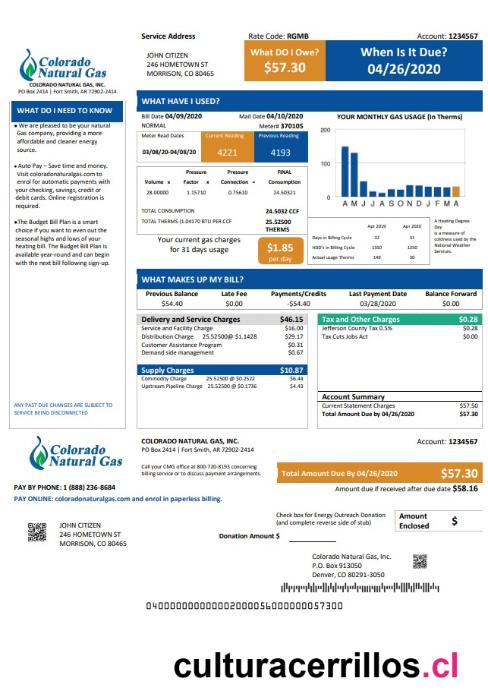 Service Address
Rate Code: RGMB
Account: 1234567
Colorado
Natural Gas
COLORADO NATURAL GAS, INC.
PO Box 2414 | Fort Smith, AR 72902-2414
JOHN CITIZEN
246 HOMETOWN ST
MORRISON, CO 80465
What DO I Owe?
$57.30
When Is It Due?
04/26/2020
WHAT DO I NEED TO KNOW
• We are pleased to be your natural
Gas company, providing a more
affordable and cleaner energy
source.
• Auto Pay – Save time and money.
Visit coloradonaturalgas.com to
enrol for automatic payments with
your checking, savings, credit or
debit cards. Online registration is
required.
• The Budget Bill Plan is a smart
choice if you want to even out the
seasonal highs and lows of your
heating bill. The Budget Bill Plan is
available year-round and can begin
with the next bill following sign-up.
ANY PAST DUE CHARGES ARE SUBJECT TO
SERVICE BEING DISCONNECTED
WHAT HAVE I USED?
Bill Date 04/09/2020
Mail Date 04/10/2020
NORMAL
Meter# 370105
Meter Read Dates
Current Reading
Previous Reading
03/08/20-04/08/20
4221
4193
Pressure
Pressure
FINAL
Volume x
Factor x
Connection =
Consumption
28.00000
1.15710
0.75610
24.50321
TOTAL CONSUMPTION
24.5032 CCF
TOTAL THERMS (1.04170 BTU PER CCF
25.52500
THERMS
Your current gas charges
for 31 days usage
$1.85
per day
YOUR MONTHLY GAS USAGE (In Therms)
200
100
0
A M J J A S O N D J F M A
Apr 2019
Apr 2020
Days in Billing Cycle
32
31
HDD's in Billing Cycle
1350
1350
Actual usage Therms
149
30
A Heating Degree
Day
is a measure of
coldness used by the
National Weather
Services.
WHAT MAKES UP MY BILL?
Previous Balance
Late Fee
Payments/Credits
Last Payment Date
Balance Forward
$54.40
$0.00
-$54.40
03/28/2020
$0.00
Delivery and Service Charges $46.15
Service and Facility Charge $16.00
Distribution Charge 25.52500@ $1.1428 $29.17
Customer Assistance Program $0.31
Demand side management $0.67
Supply Charges $10.87
Commodity Charge 25.52500 @ $0.2522 $6.44
Upstream Pipeline Charge 25.52500 @ $0.1736 $4.43
Tax and Other Charges $0.28
Jefferson County Tax 0.5% $0.28
Tax Cuts Jobs Act $0.00
Account Summary
Current Statement Charges $57.30
Total Amount Due By 04/26/2020 $57.30
Colorado
Natural Gas
COLORADO NATURAL GAS, INC.
PO Box 2414 | Fort Smith, AR 72902-2414
Account: 1234567
Call your CMG office at 800-720-8193 concerning
billing service or to discuss payment arrangements.
Total Amount Due By 04/26/2020 $57.30
Amount due if received after due date $58.16
PAY BY PHONE: 1 (888) 236-8684
PAY ONLINE: coloradonaturalgas.com and enrol in paperless billing.
Check box for Energy Outreach Donation
(and complete reverse side of stub)
Amount
Enclosed
$
JOHN CITIZEN
246 HOMETOWN ST
MORRISON, CO 80465
Donation Amount $
Colorado Natural Gas, Inc.
P.O. Box 913050
Denver, CO 80291-3050
culturacerrillos.cl